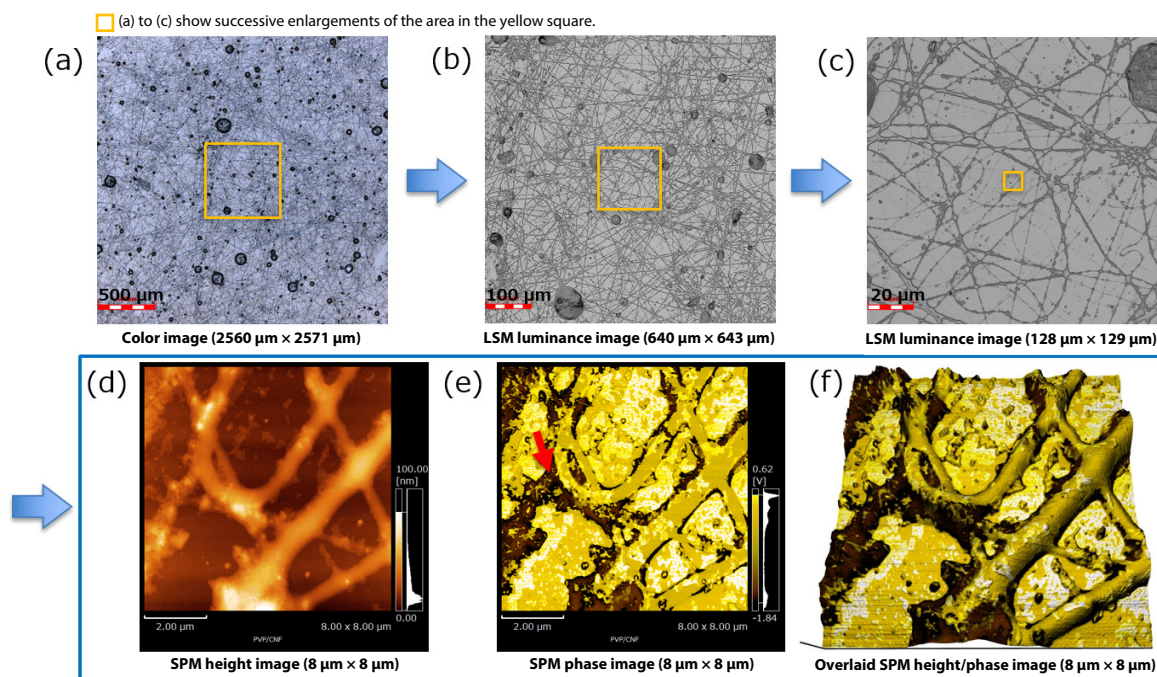 (a) to (c) show successive enlargements of the area in the yellow square.
(a)
(b)
(c)
500 µm
100 µm
20 µm
Color image (2560 µm × 2571 µm)
LSM luminance image (640 µm × 643 µm)
LSM luminance image (128 µm × 129 µm)
(d)
(e)
(f)
100.00
[nm]
0.00
2.00 µm
8.00 x 8.00 µm
PVP/CNF
0.62
[V]
-1.84
2.00 µm
8.00 x 8.00 µm
PVP/CNF
SPM height image (8 µm × 8 µm)
SPM phase image (8 µm × 8 µm)
Overlaid SPM height/phase image (8 µm × 8 µm)